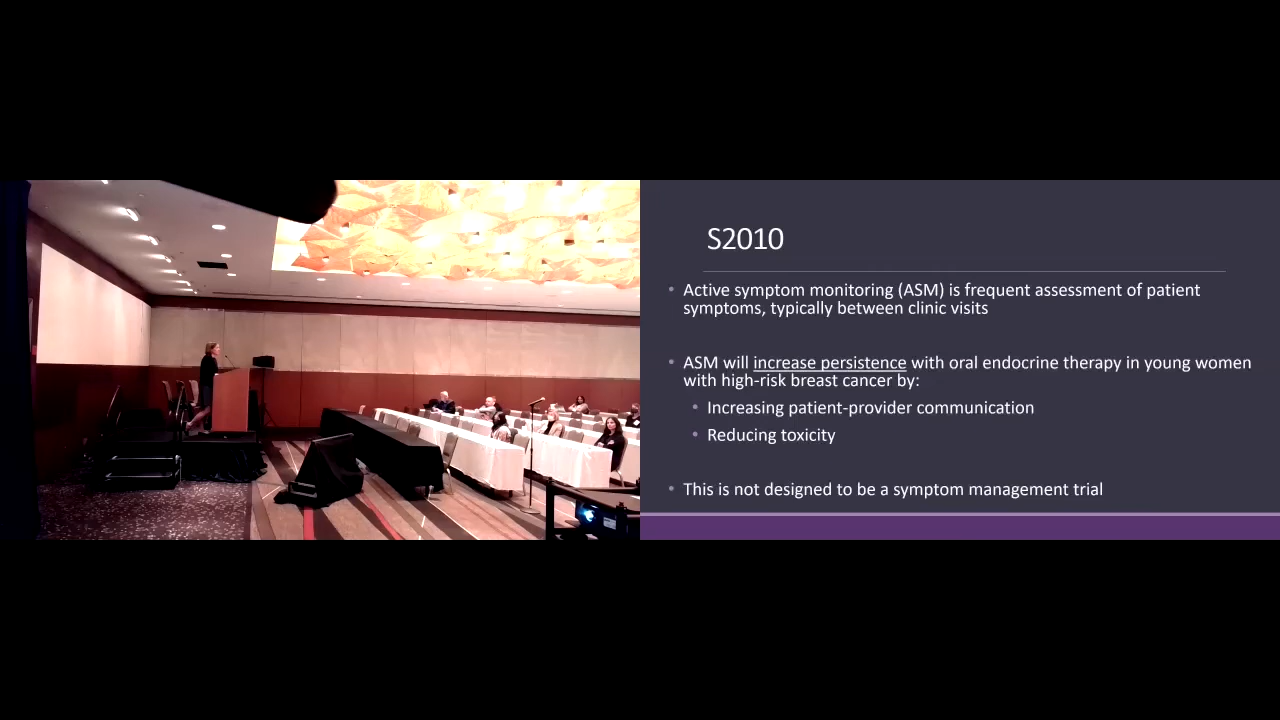 S2010
• Active symptom monitoring (ASM) is frequent assessment of patient
symptoms, typically between clinic visits
• ASM will increase persistence with oral endocrine therapy in young women
with high-risk breast cancer by:
• Increasing patient-provider communication
• Reducing toxicity
• This is not designed to be a symptom management trial